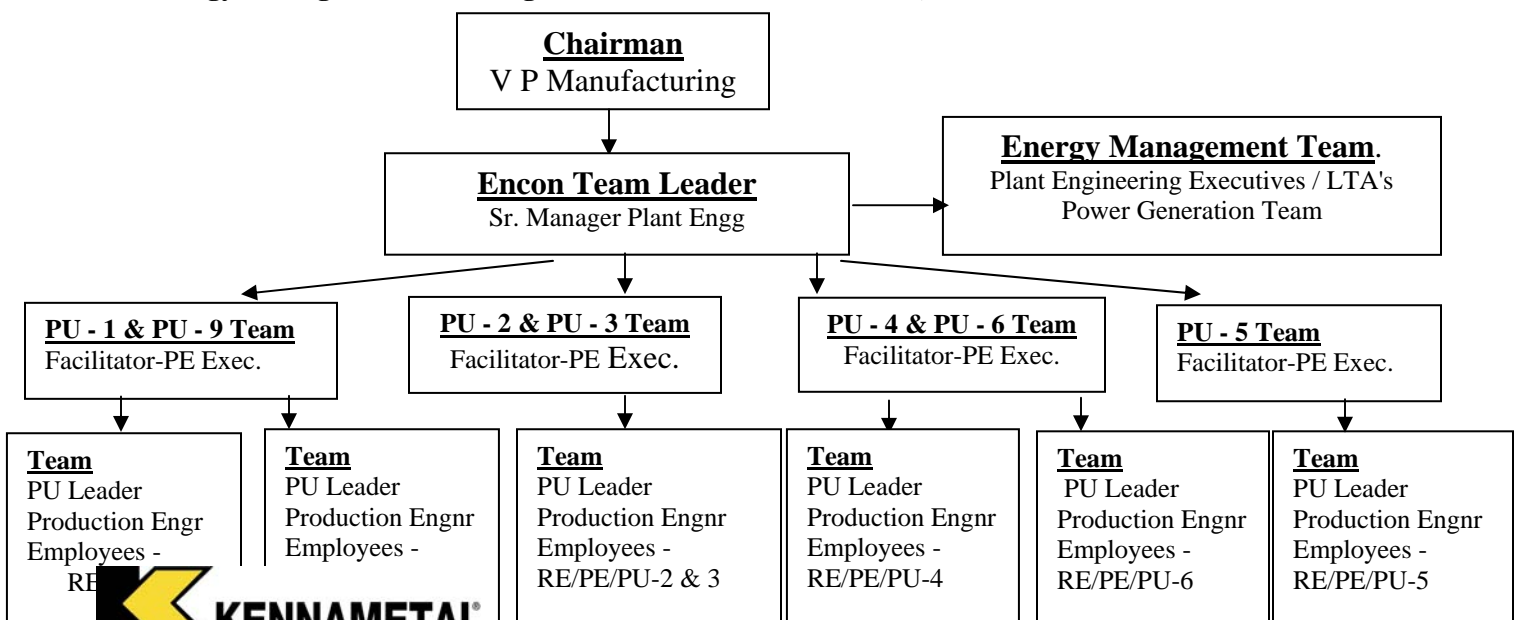 Chairman
V P Manufacturing
Encon Team Leader
Sr. Manager Plant Engg
Energy Management Team.
Plant Engineering Executives / LTA's
Power Generation Team
PU - 1 & PU - 9 Team
Facilitator-PE Exec.
PU - 2 & PU - 3 Team
Facilitator-PE Exec.
PU - 4 & PU - 6 Team
Facilitator-PE Exec.
PU - 5 Team
Facilitator-PE Exec.
Team
PU Leader
Production Engr
Employees -
RE
Team
PU Leader
Production Engnr
Employees -
Team
PU Leader
Production Engnr
Employees -
RE/PE/PU-2 & 3
Team
PU Leader
Production Engnr
Employees -
RE/PE/PU-4
Team
PU Leader
Production Engnr
Employees -
RE/PE/PU-6
Team
PU Leader
Production Engnr
Employees -
RE/PE/PU-5
KENNAMETAL®